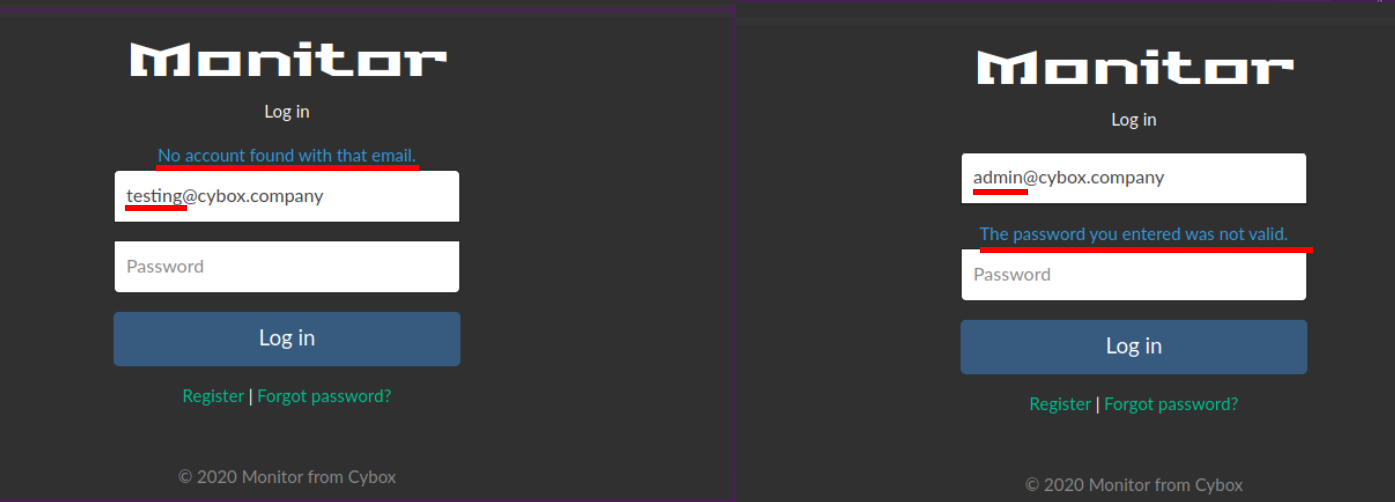 Monitor
Log in
No account found with that email.
testing@cybox.company
Password
Log in
Register | Forgot password?
© 2020 Monitor from Cybox
Monitor
Log in
admin@cybox.company
The password you entered was not valid.
Password
Log in
Register | Forgot password?
© 2020 Monitor from Cybox